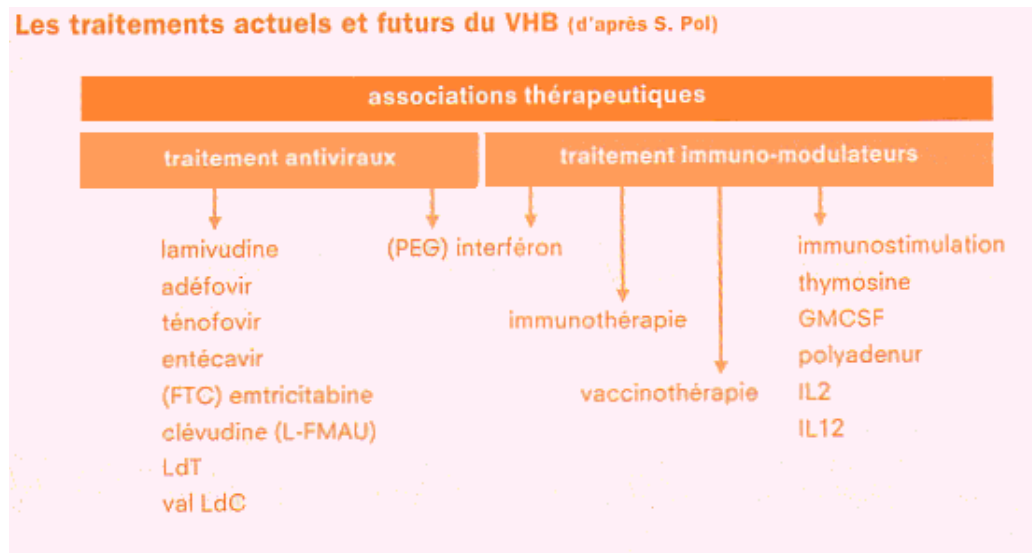 Les traitements actuels et futurs du VHB (d'après S. Pol)
associations thérapeutiques
traitement antiviraux
traitement immuno-modulateurs
lamivudine
adéfovir
ténofovir
entécavir
(FTC) emtricitabine
clévudine (L-FMAU)
LdT
val LdC
(PEG) interféron
immunothérapie
vaccinothérapie
immunostimulation
thymosine
GMCSF
polyadenur
IL2
IL12